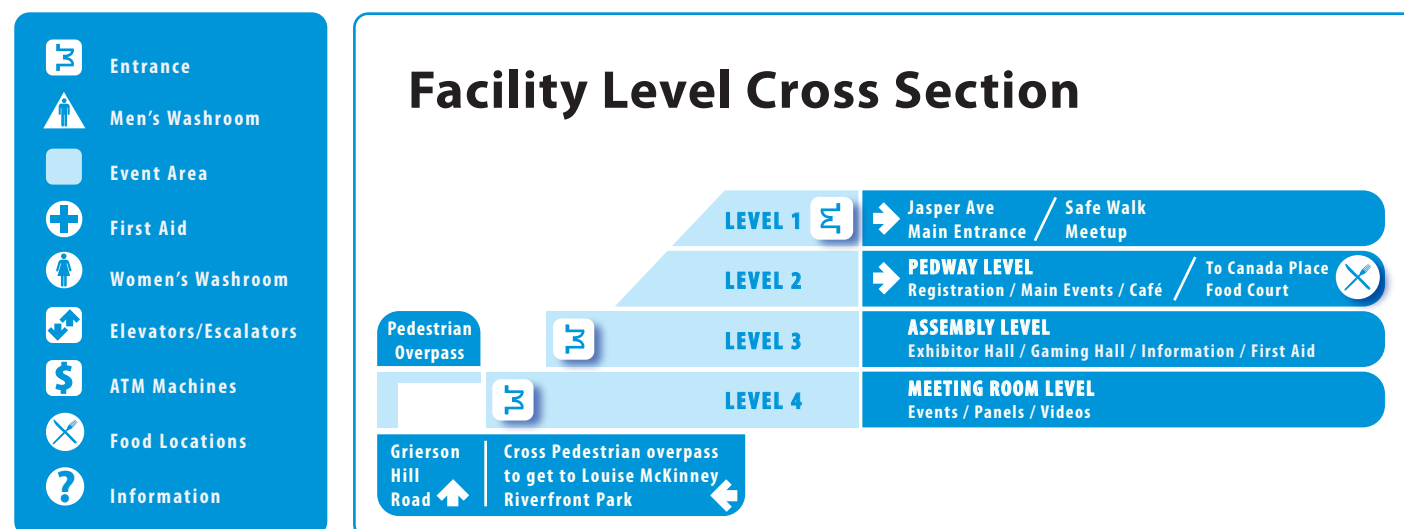 Entrance
Men's Washroom
Event Area
First Aid
Women's Washroom
Elevators/Escalators
$
ATM Machines
Food Locations
?
Information
Facility Level Cross Section
LEVEL 1
Jasper Ave
Main Entrance / Safe Walk
Meetup
LEVEL 2
PEDWAY LEVEL
Registration / Main Events / Café / To Canada Place
Food Court
Pedestrian
Overpass
LEVEL 3
ASSEMBLY LEVEL
Exhibitor Hall / Gaming Hall / Information / First Aid
LEVEL 4
MEETING ROOM LEVEL
Events / Panels / Videos
Grierson
Hill
Road
Cross Pedestrian overpass
to get to Louise McKinney
Riverfront Park